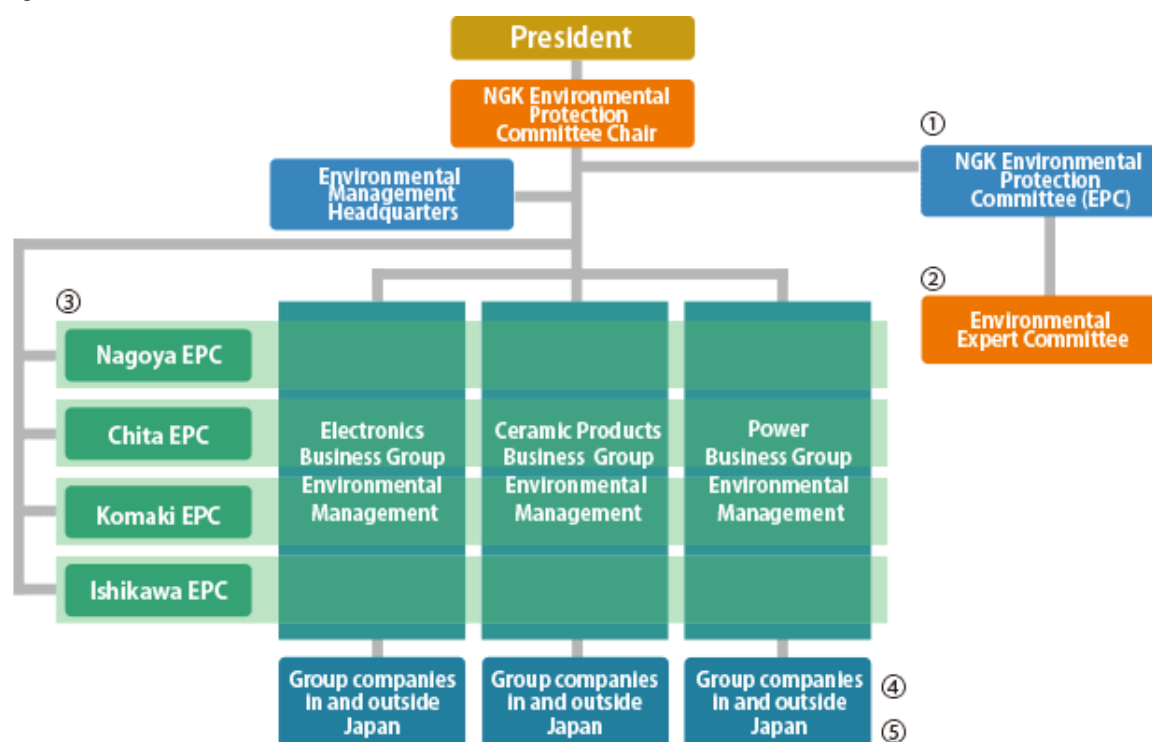 President
NGK Environmental
Protection
Committee Chair
①
NGK Environmental
Protection
Committee (EPC)
Environmental
Management
Headquarters
②
Environmental
Expert Committee
③
Nagoya EPC
Chita EPC
Komaki EPC
Ishikawa EPC
Electronics
Business Group
Environmental
Management
Ceramic Products
Business Group
Environmental
Management
Power
Business Group
Environmental
Management
Group companies
in and outside
Japan
Group companies
in and outside
Japan
Group companies
in and outside
Japan
④
⑤